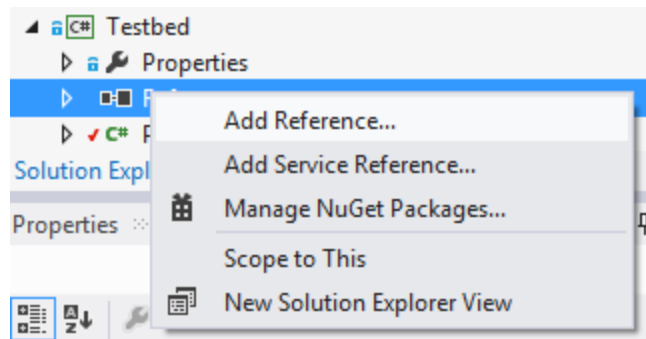 C# Testbed
Properties
Add Reference...
C#
Add Service Reference...
Solution Expl
Manage NuGet Packages...
Properties
Scope to This
New Solution Explorer View